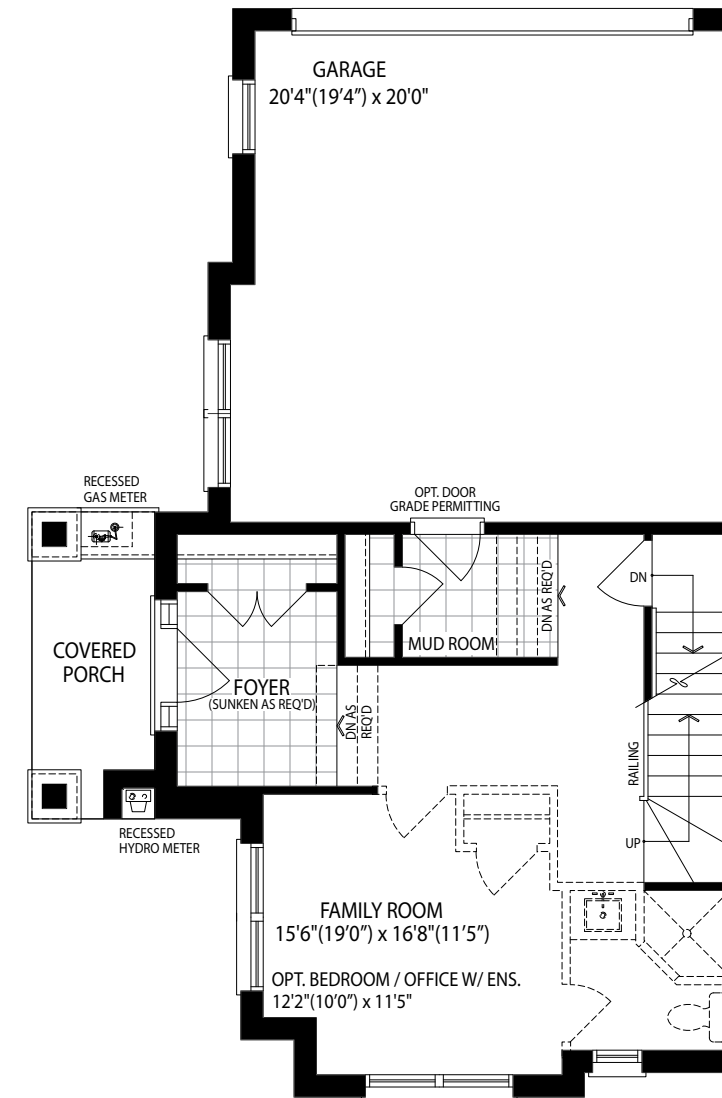 GARAGE
20'4"(19'4") x 20'0"
RECESSED
GAS METER
OPT. DOOR
GRADE PERMITTING
DN
DN AS REQ'D
MUD ROOM
COVERED
PORCH
FOYER
(SUNKEN AS REQ'D)
DN AS
REQ'D
RAILING
RECESSED
HYDRO METER
UP
FAMILY ROOM
15'6"(19'0") x 16'8"(11'5")
OPT. BEDROOM / OFFICE W/ ENS.
12'2"(10'0") x 11'5"